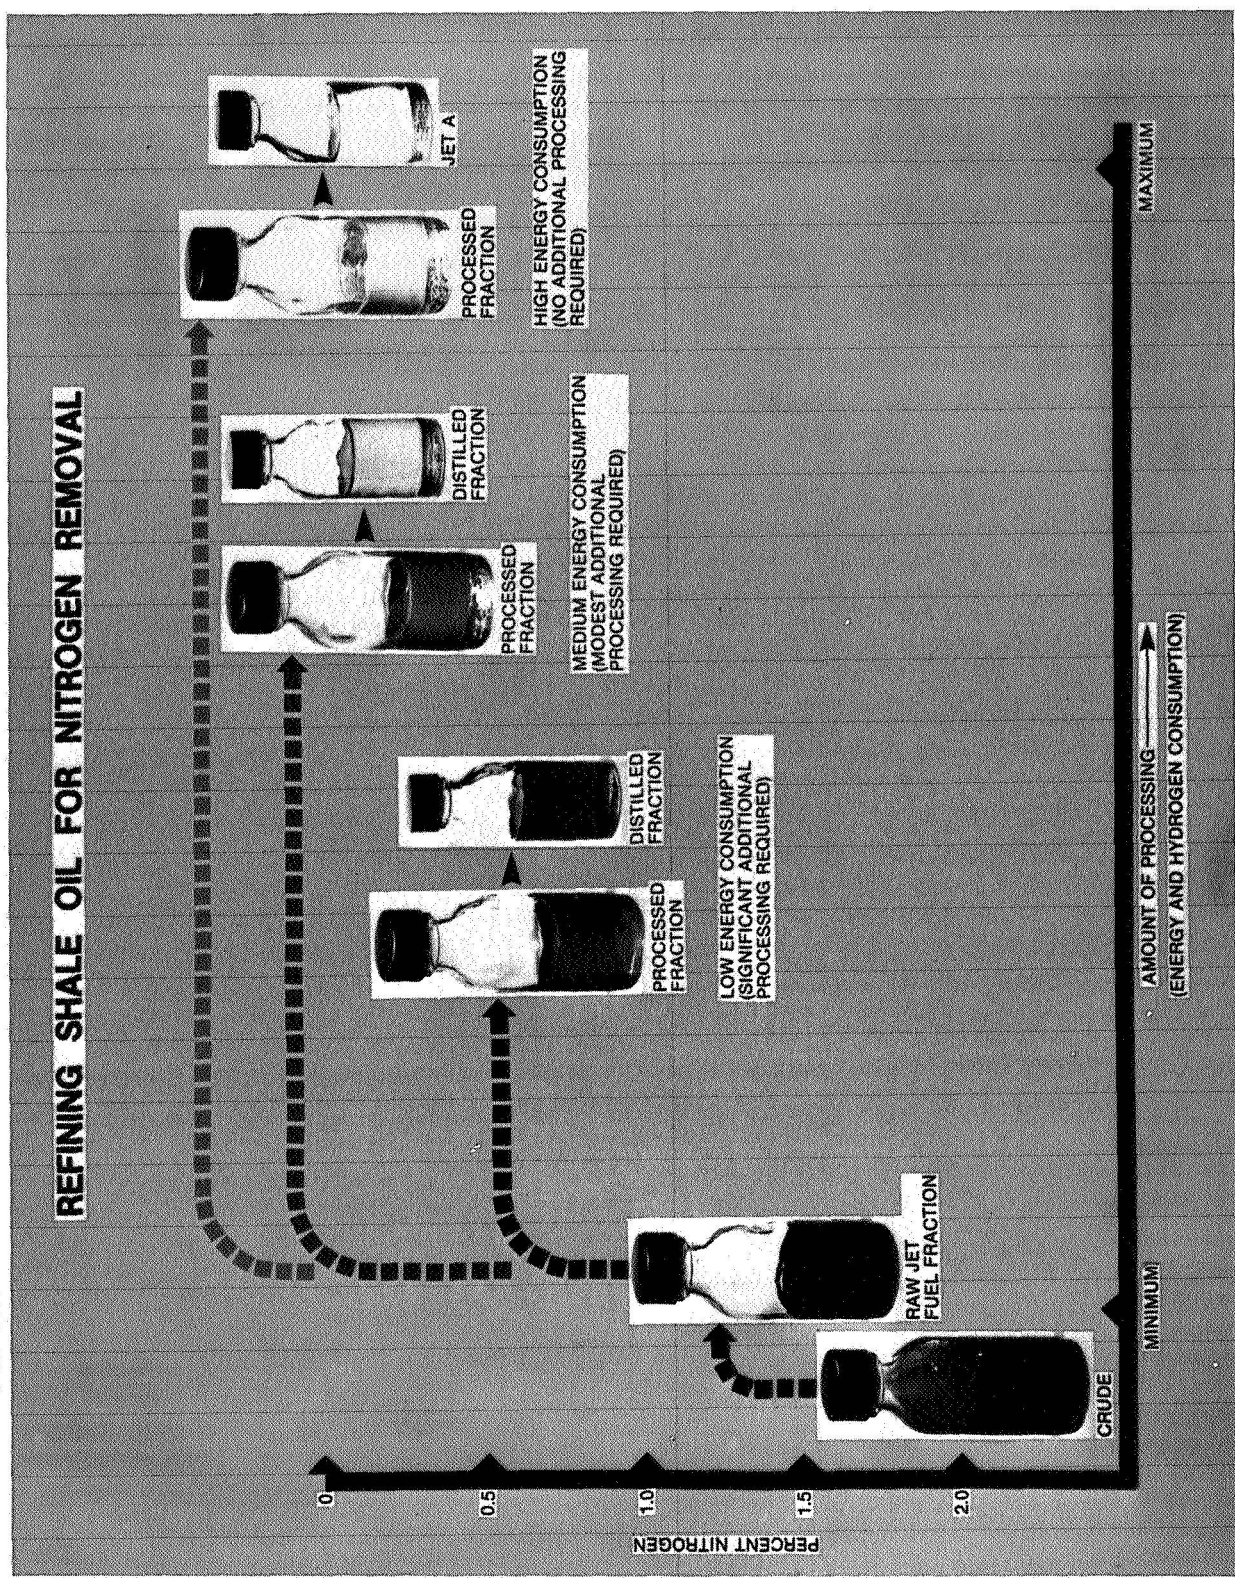 REFINING SHALE OIL FOR NITROGEN REMOVAL
PERCENT NITROGEN
0
0.5
1.0
1.5
2.0
CRUDE
RAW JET
FUEL FRACTION
PROCESSED
FRACTION
DISTILLED
FRACTION
LOW ENERGY CONSUMPTION
(SIGNIFICANT ADDITIONAL
PROCESSING REQUIRED)
PROCESSED
FRACTION
DISTILLED
FRACTION
MEDIUM ENERGY CONSUMPTION
(MODEST ADDITIONAL
PROCESSING REQUIRED)
PROCESSED
FRACTION
JET A
HIGH ENERGY CONSUMPTION
(NO ADDITIONAL PROCESSING
REQUIRED)
MINIMUM
AMOUNT OF PROCESSING
(ENERGY AND HYDROGEN CONSUMPTION)
MAXIMUM